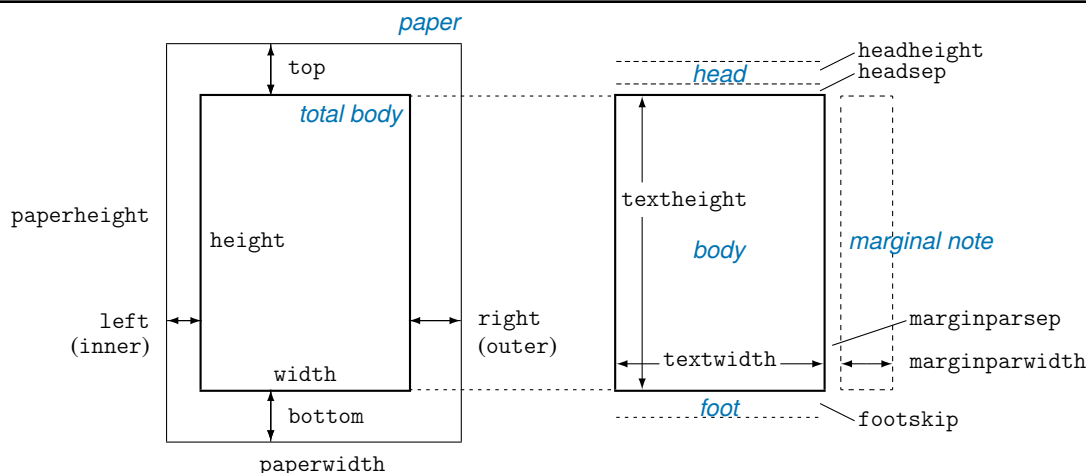 paper
top
total body
paperheight
height
left
(inner)
right
(outer)
width
bottom
paperwidth
headheight
head
headsep
textheight
body
marginal note
marginparsep
textwidth
marginparwidth
foot
footskip